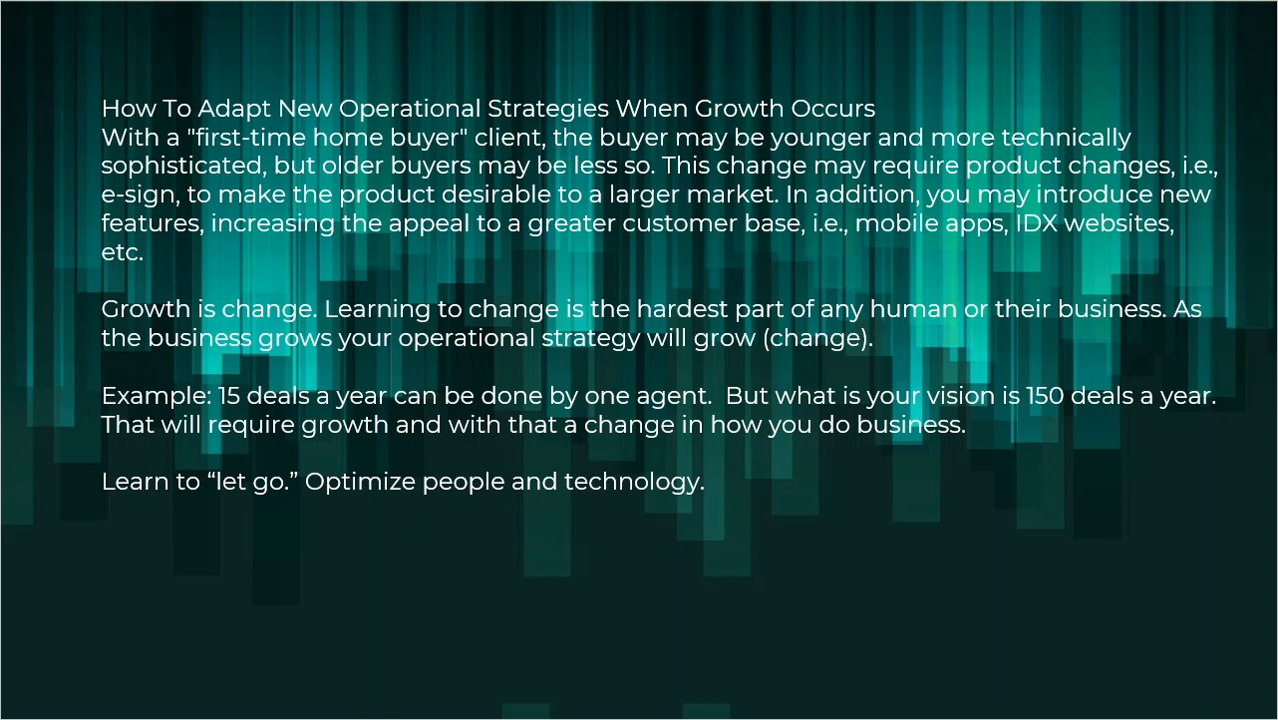 How To Adapt New Operational Strategies When Growth Occurs
With a "first-time home buyer" client, the buyer may be younger and more technically
sophisticated, but older buyers may be less so. This change may require product changes, i.e.,
e-sign, to make the product desirable to a larger market. In addition, you may introduce new
features, increasing the appeal to a greater customer base, i.e., mobile apps, IDX websites,
etc.
Growth is change. Learning to change is the hardest part of any human or their business. As
the business grows your operational strategy will grow (change).
Example: 15 deals a year can be done by one agent.  But what is your vision is 150 deals a year.
That will require growth and with that a change in how you do business.
Learn to “let go.” Optimize people and technology.